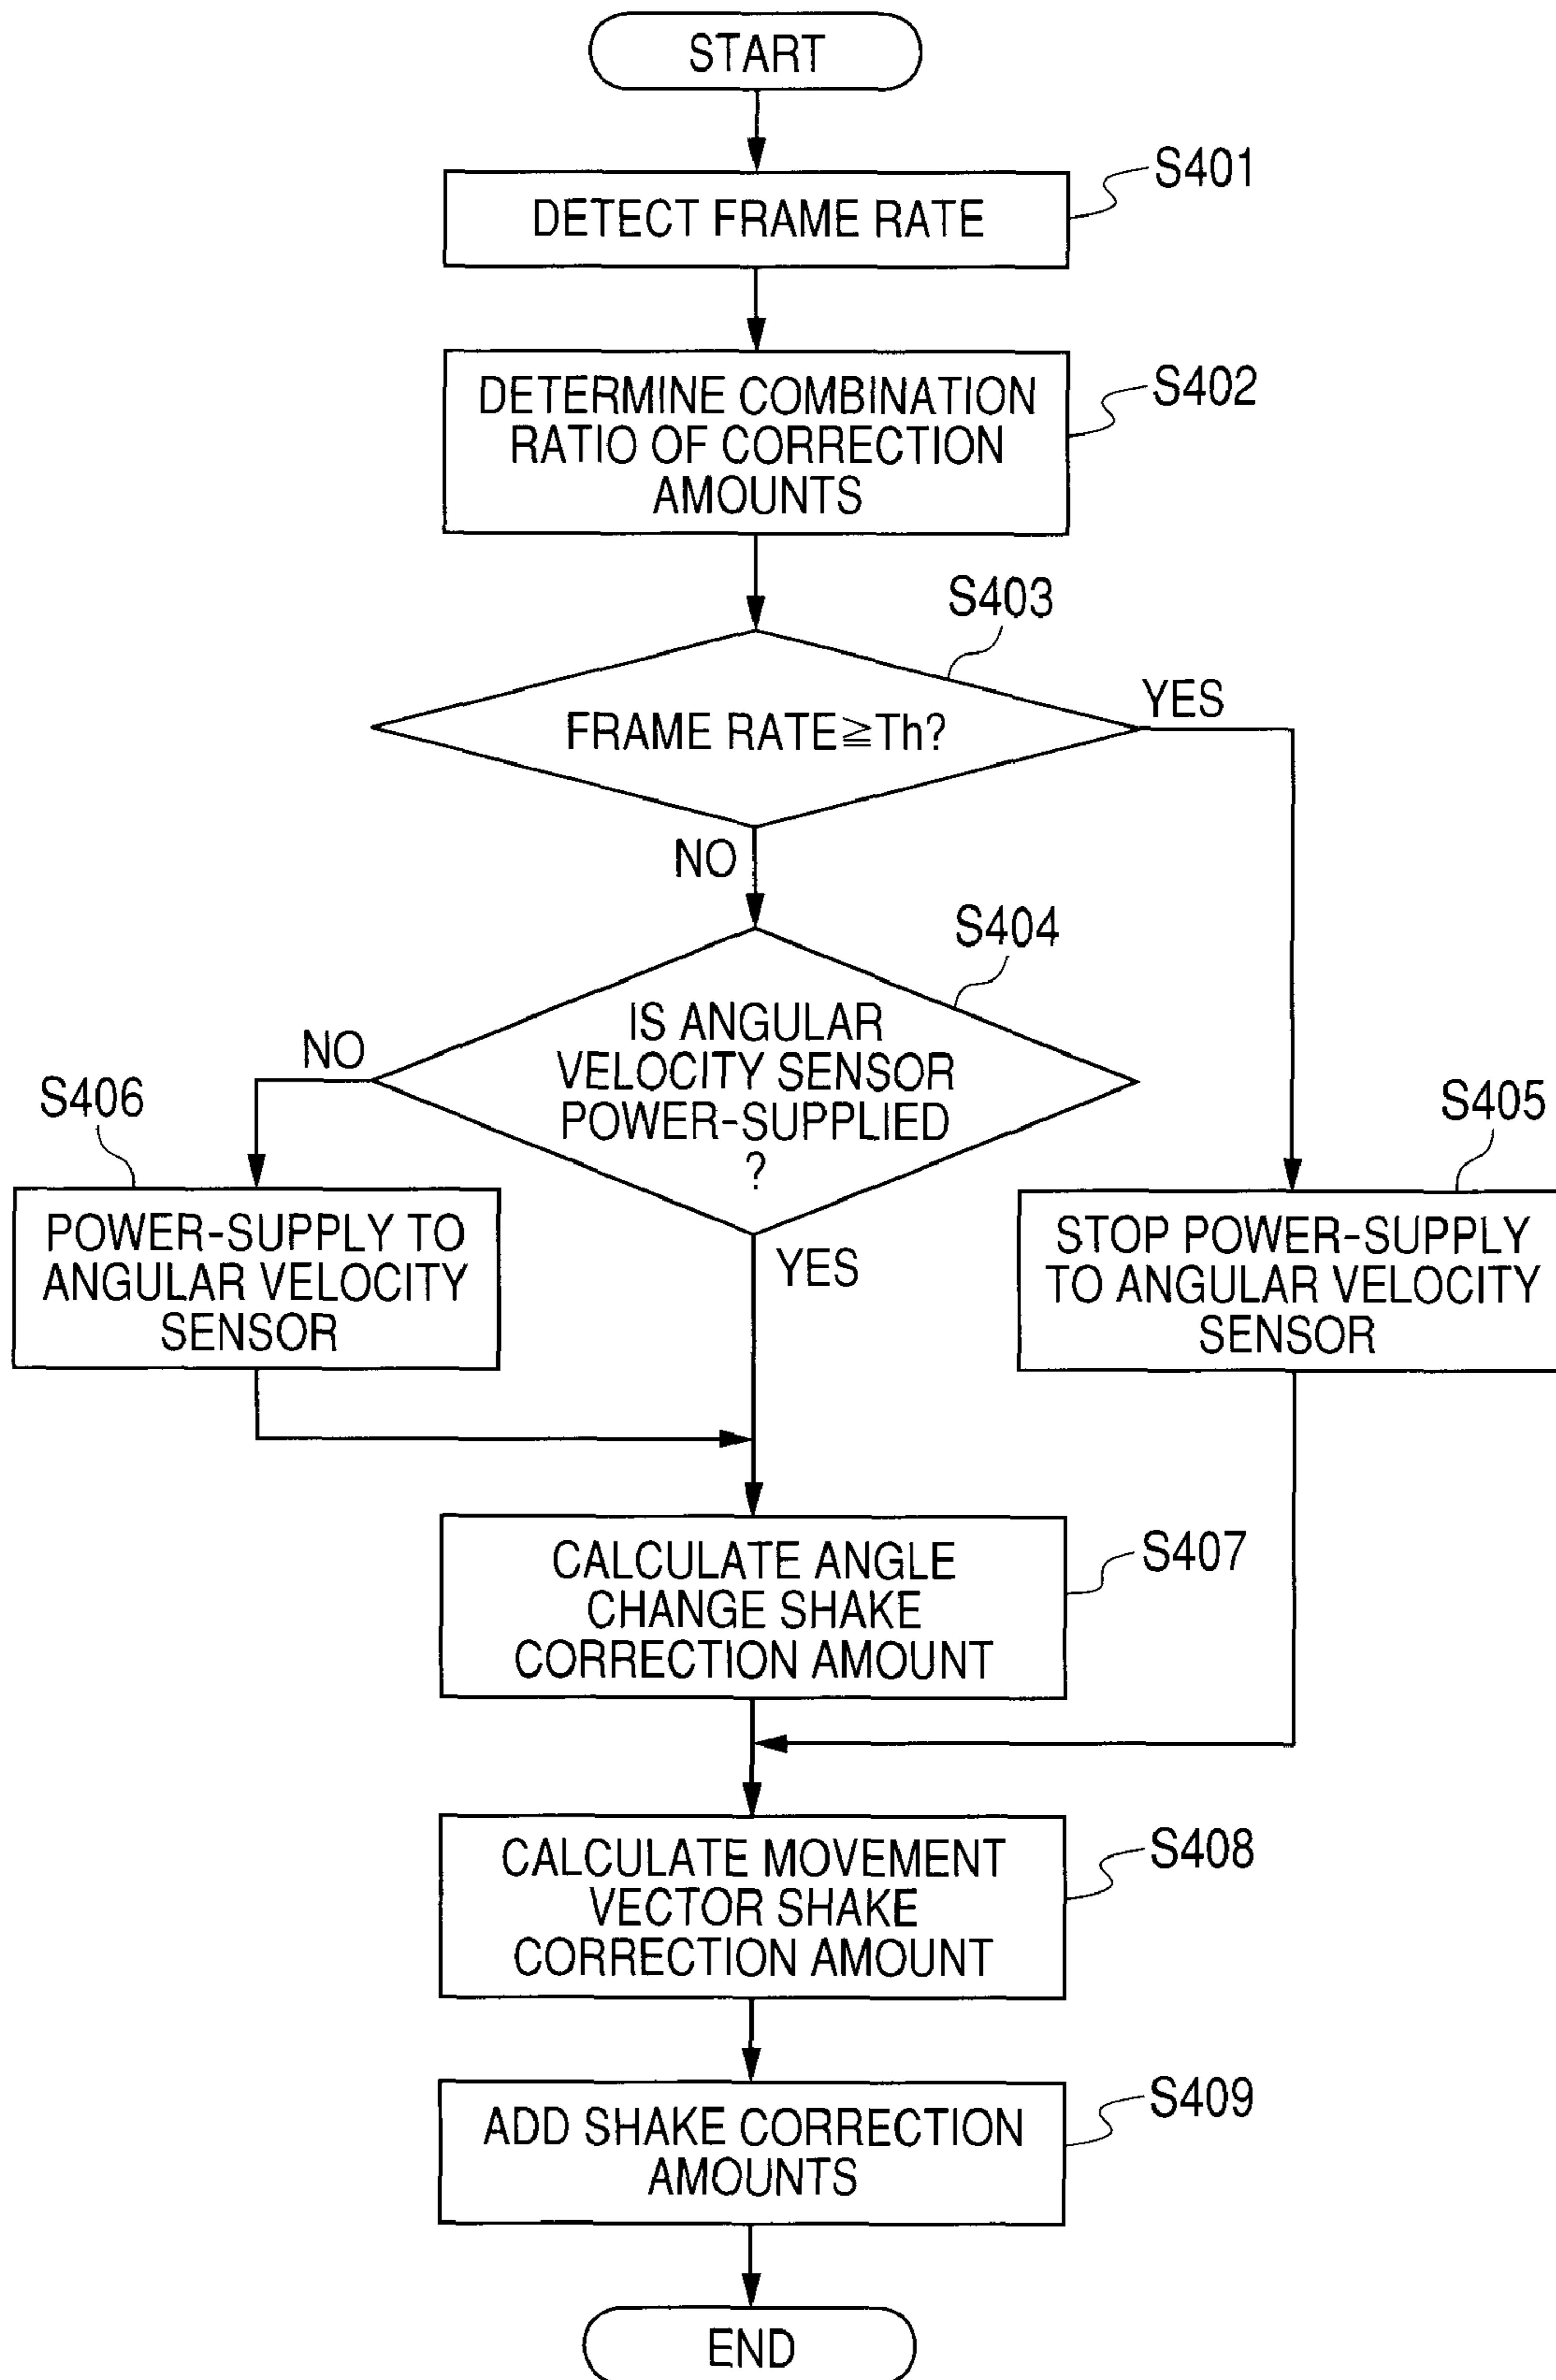 START
S401
DETECT FRAME RATE
S402
DETERMINE COMBINATION
RATIO OF CORRECTION
AMOUNTS
S403
FRAME RATE≧Th?
YES
NO
S404
IS ANGULAR
VELOCITY SENSOR
POWER-SUPPLIED
?
NO
YES
S406
POWER-SUPPLY TO
ANGULAR VELOCITY
SENSOR
S405
STOP POWER-SUPPLY
TO ANGULAR VELOCITY
SENSOR
S407
CALCULATE ANGLE
CHANGE SHAKE
CORRECTION AMOUNT
S408
CALCULATE MOVEMENT
VECTOR SHAKE
CORRECTION AMOUNT
S409
ADD SHAKE CORRECTION
AMOUNTS
END